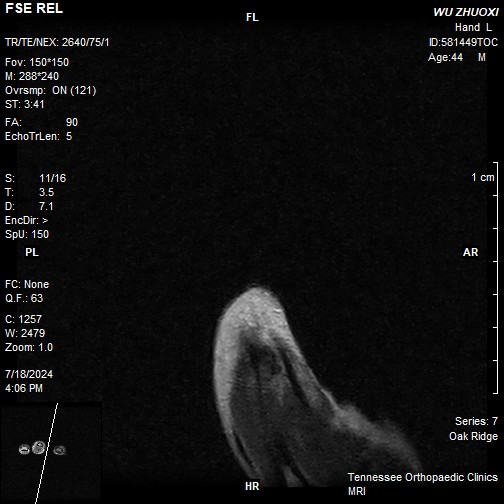 FSE REL
TR/TE/NEX: 2640/75/1
Fov: 150*150
M: 288*240
Ovrsmp: ON (121)
ST: 3:41
FA: 90
EchoTrLen: 5
S: 11/16
T: 3.5
D: 7.1
EncDir: >
SpU: 150
PL
FC: None
Q.F.: 63
C: 1257
W: 2479
Zoom: 1.0
7/18/2024
4:06 PM
FL
WU ZHUOXI
Hand L
ID:581449TOC
Age:44 M
1 cm
AR
Series: 7
Oak Ridge
Tennessee Orthopaedic Clinics
MRI
HR